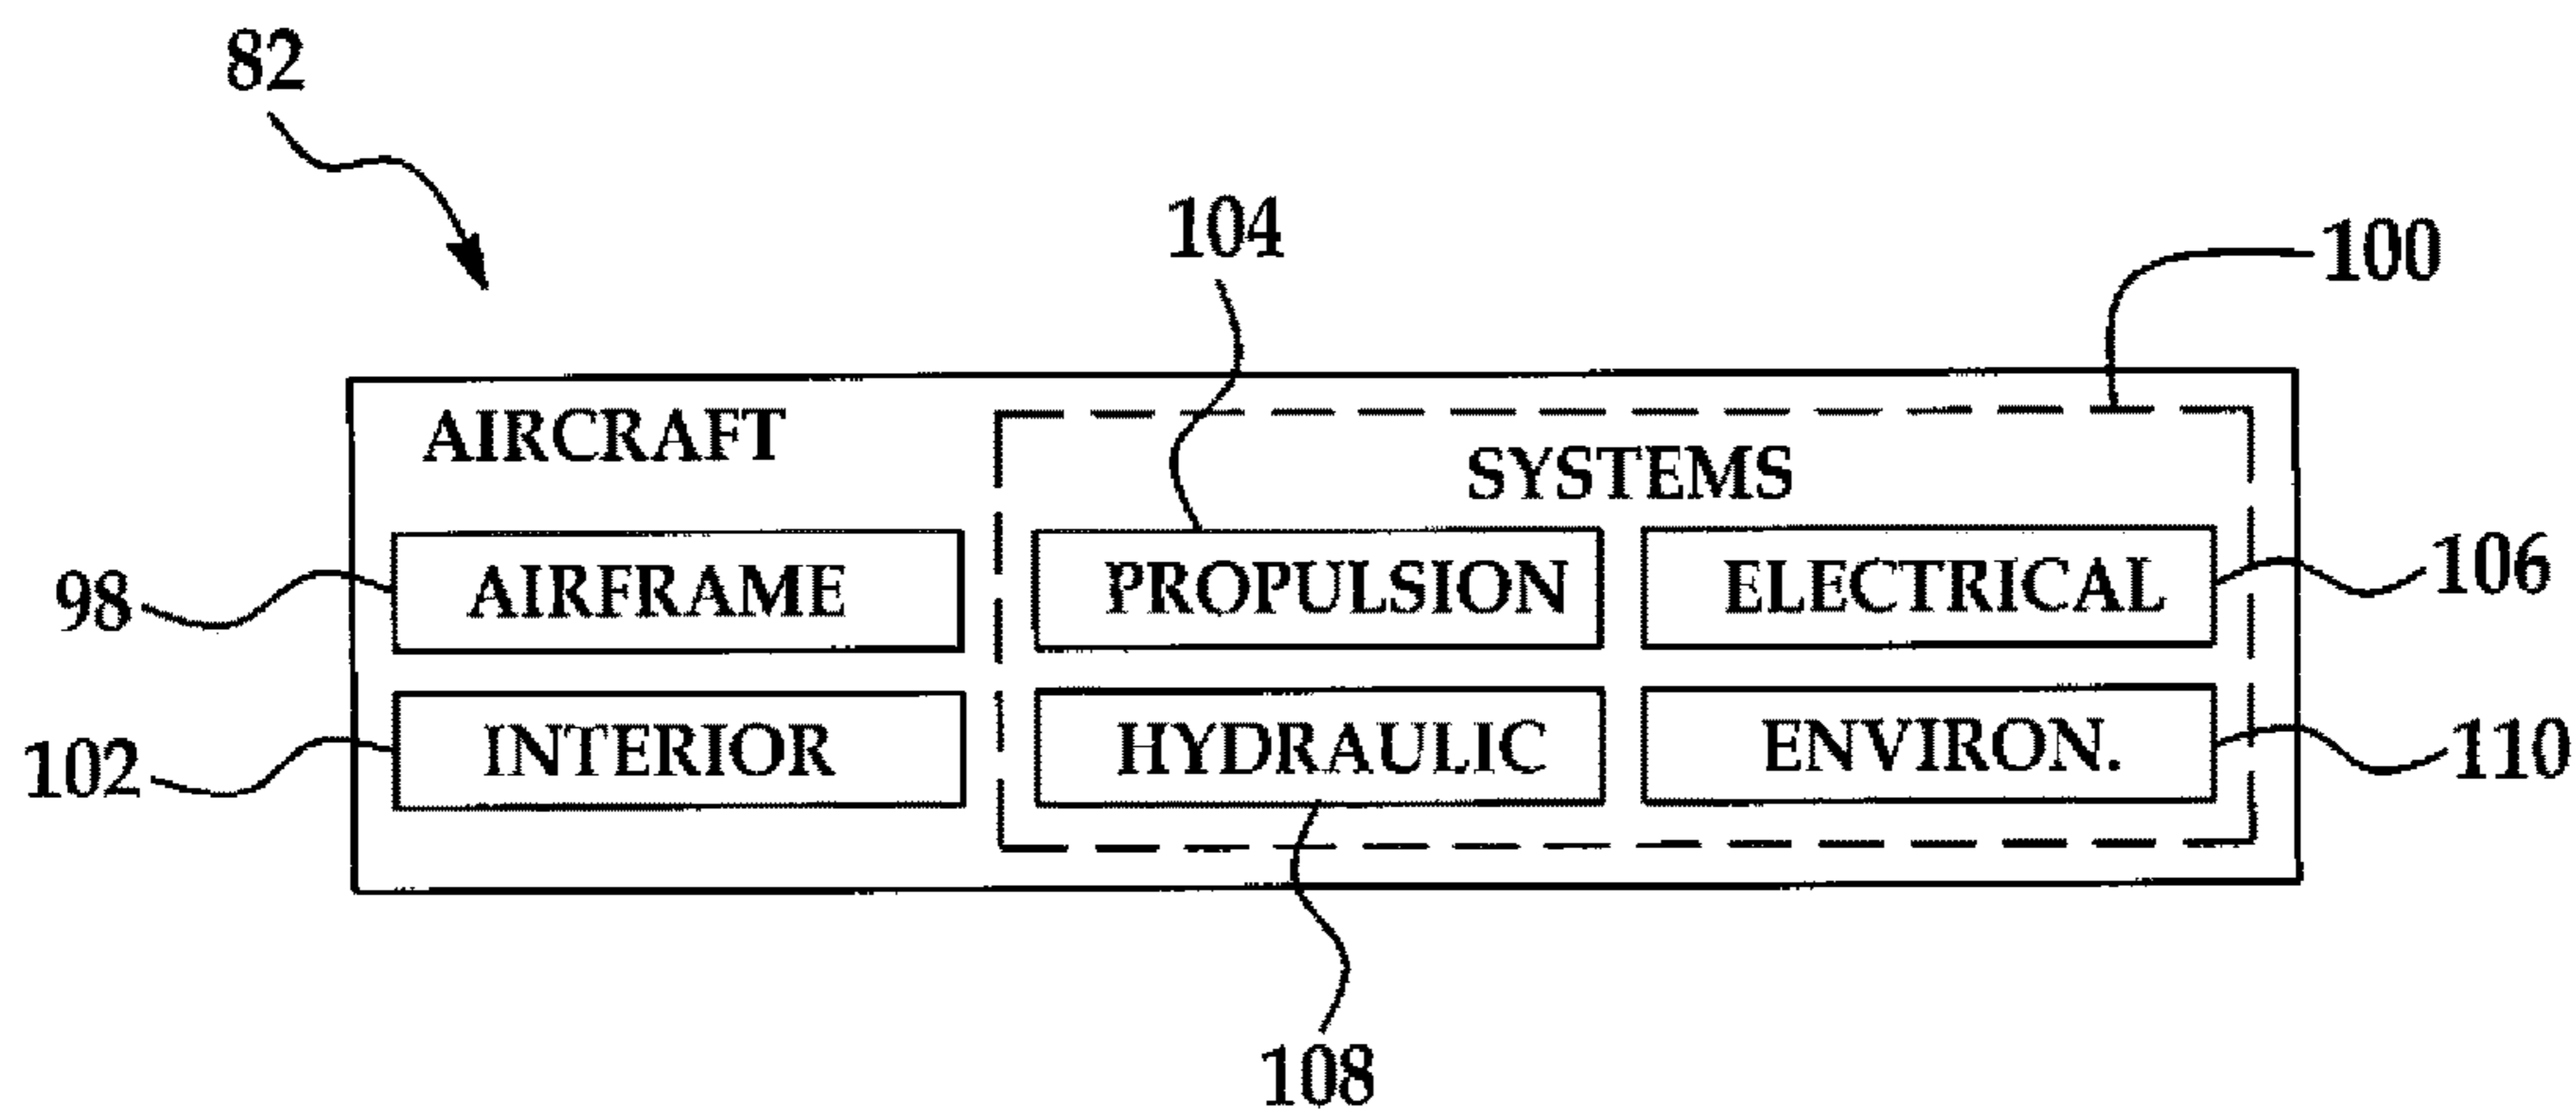 82
104
100
AIRCRAFT
SYSTEMS
98
AIRFRAME
PROPULSION
ELECTRICAL
106
102
INTERIOR
HYDRAULIC
ENVIRON.
110
108